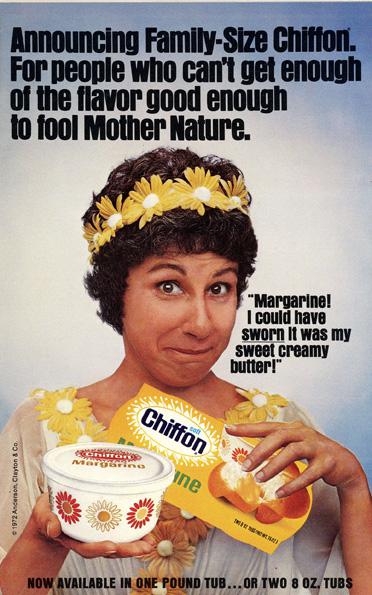 Announcing Family-Size Chiffon.
For people who can't get enough
of the flavor good enough
to fool Mother Nature.
"Margarine!
I could have
sworn it was my
sweet creamy
butter!"
soft
Chiffon
Chiffon
Margarine
© 1972 Anderson, Clayton & Co.
NOW AVAILABLE IN ONE POUND TUB...OR TWO 8 OZ. TUBS